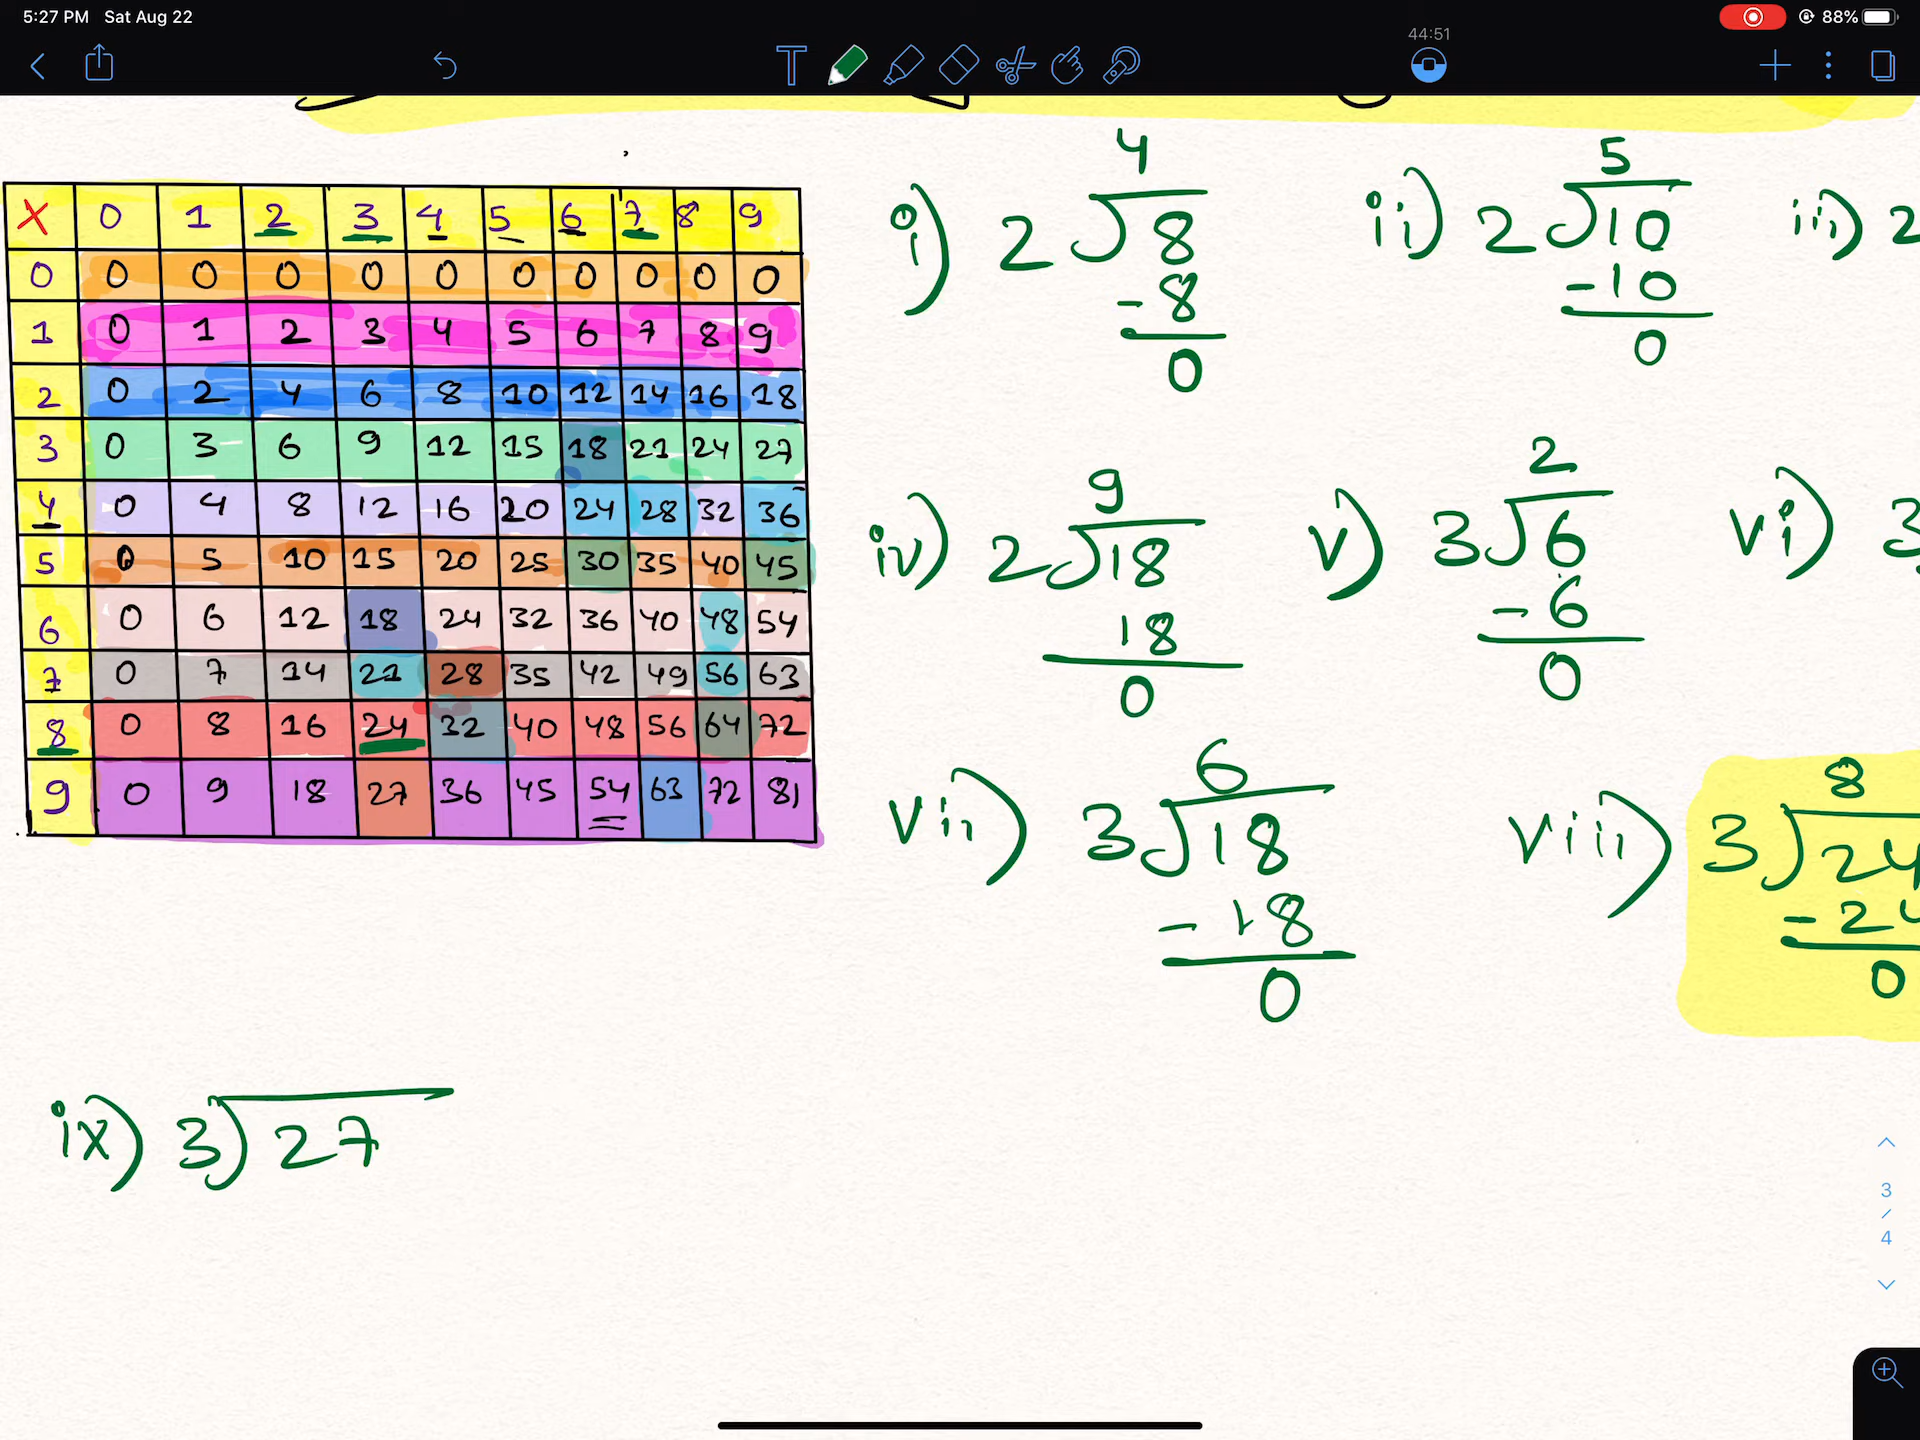 5:27 PM Sat Aug 22
88%
44:51
T
X 0 1 2 3 4 5 6 7 8 9
0 0 0 0 0 0 0 0 0 0 0
1 0 1 2 3 4 5 6 7 8 9
2 0 2 4 6 8 10 12 14 16 18
3 0 3 6 9 12 15 18 21 24 27
4 0 4 8 12 16 20 24 28 32 36
5 0 5 10 15 20 25 30 35 40 45
6 0 6 12 18 24 32 36 40 48 54
7 0 7 14 21 28 35 42 49 56 63
8 0 8 16 24 32 40 48 56 64 72
9 0 9 18 27 36 45 54 63 72 81
4
i) 2 8
-8
0
5
ii) 2 10
-10
0
iii) 2
9
iv) 2 18
18
0
2
v) 3 6
-6
0
vi) 3
6
vii) 3 18
-18
0
8
viii) 3 24
-24
0
ix) 3 27
3
/
4